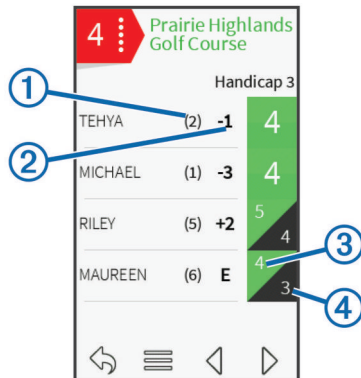 4 Prairie Highlands
Golf Course
Handicap 3
1
TEHYA (2) -1 4
2
MICHAEL (1) -3 4
RILEY (5) +2 5 4
3
MAUREEN (6) E 4 3
4